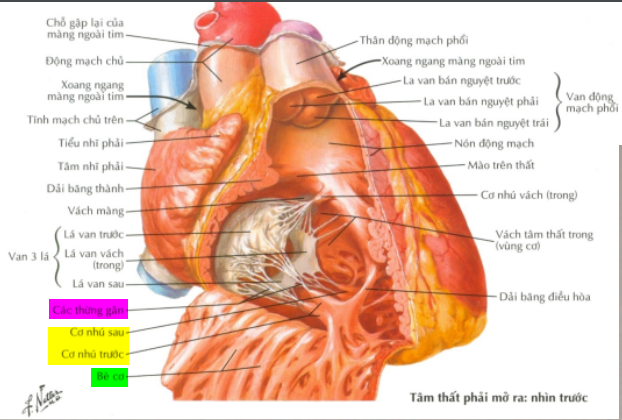 Chỗ gặp lại của
màng ngoài tim
Động mạch chủ
Xoang ngang
màng ngoài tim
Tĩnh mạch chủ trên
Tiểu nhĩ phải
Tâm nhĩ phải
Dải băng thành
Vách màng
Van 3 lá
Lá van trước
Lá van vách
(trong)
Lá van sau
Các thừng gân
Cơ nhú sau
Cơ nhú trước
Bè cơ
Thân động mạch phổi
Xoang ngang màng ngoài tim
La van bán nguyệt trước
La van bán nguyệt phải
La van bán nguyệt trái
Van động
mạch phổi
Nón động mạch
Mào trên thất
Cơ nhú vách (trong)
Vách tâm thất trong
(vùng cơ)
Dải băng điều hòa
Tâm thất phải mở ra: nhìn trước
F. Netter